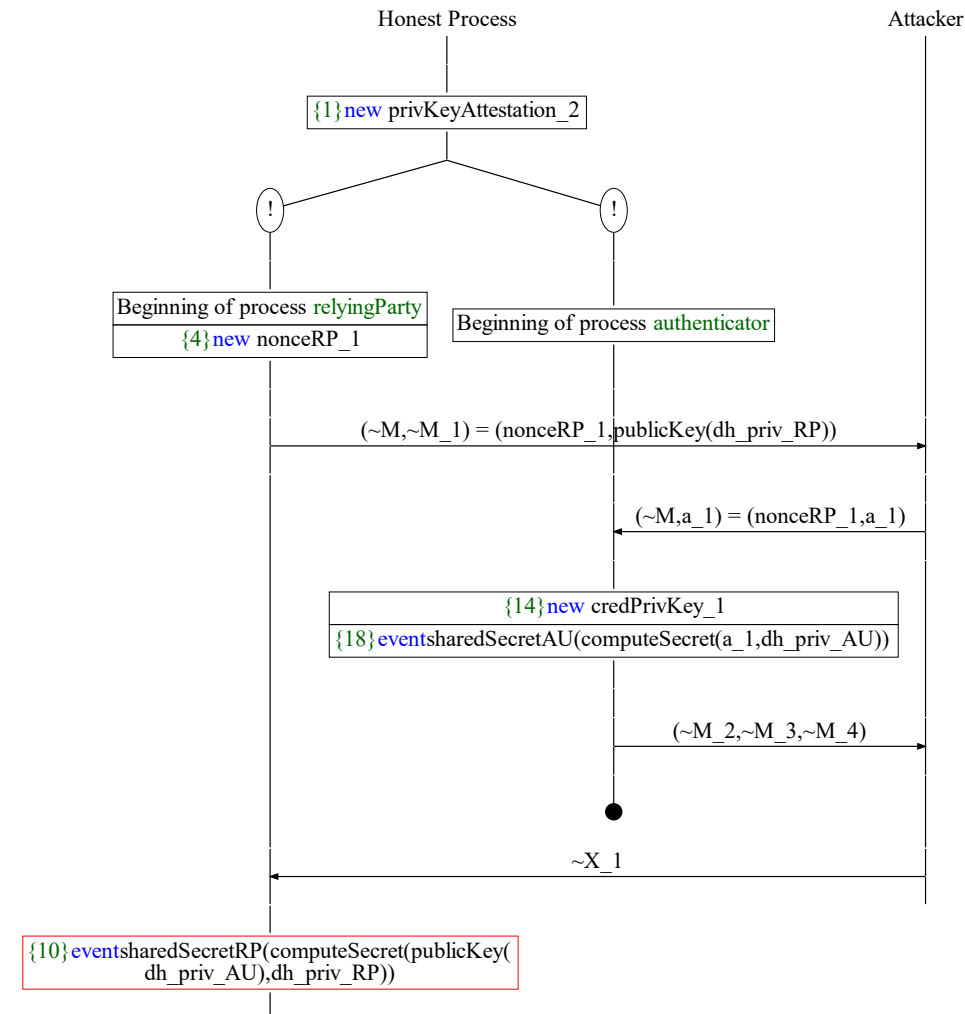 Honest Process
Attacker
{1}new privKeyAttestation_2
!
!
Beginning of process relyingParty
{4}new nonceRP_1
Beginning of process authenticator
(~M,~M_1) = (nonceRP_1,publicKey(dh_priv_RP))
(~M,a_1) = (nonceRP_1,a_1)
{14}new credPrivKey_1
{18}eventsharedSecretAU(computeSecret(a_1,dh_priv_AU))
(~M_2,~M_3,~M_4)
~X_1
{10}eventsharedSecretRP(computeSecret(publicKey(
dh_priv_AU),dh_priv_RP))